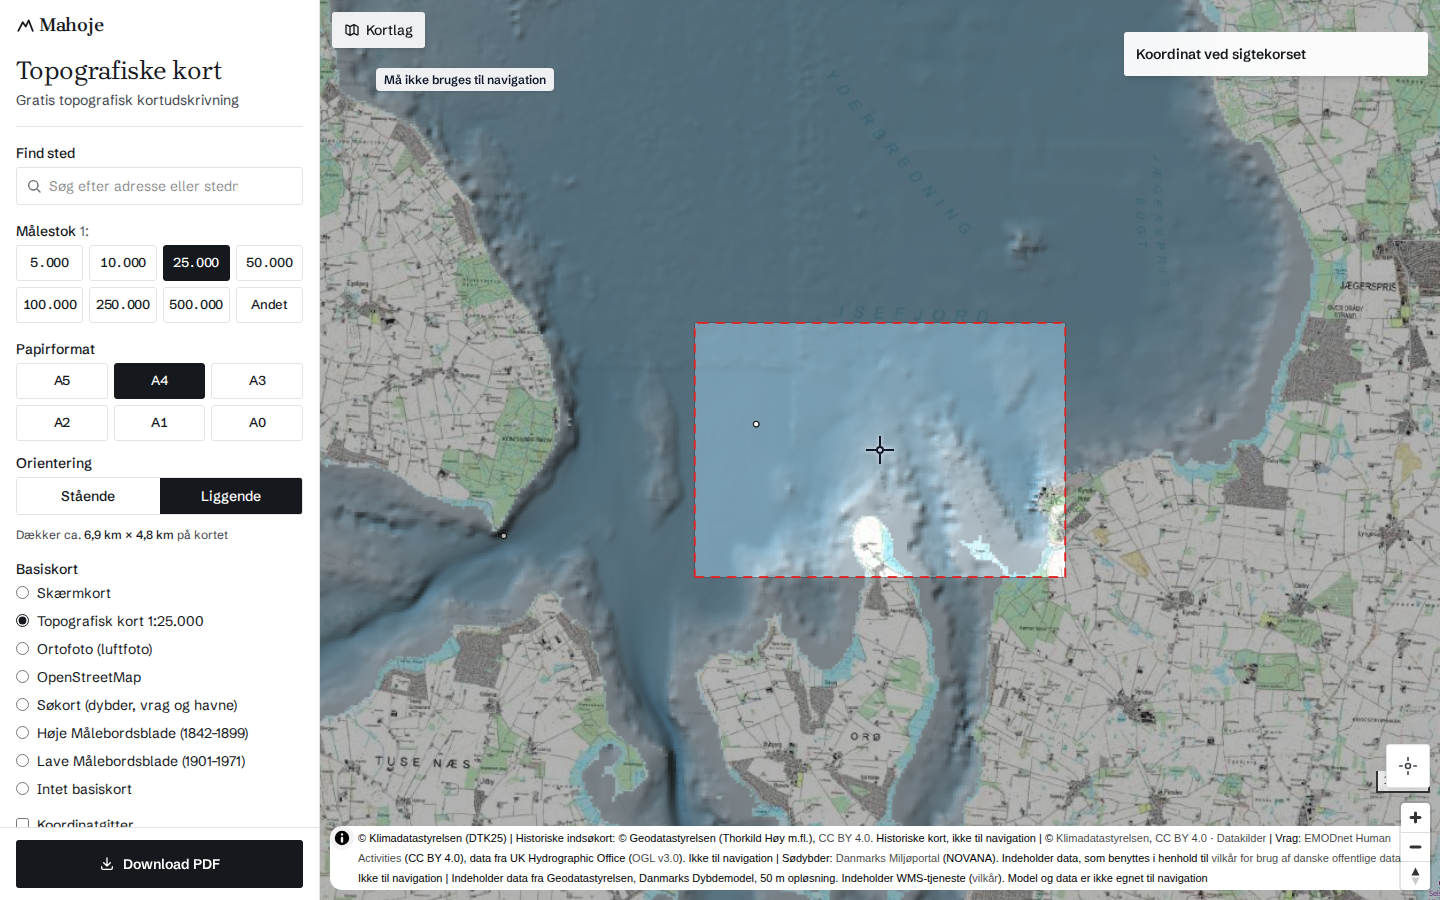 Mahoje
Topografiske kort
Gratis topografisk kortudskrivning
Find sted
Søg efter adresse eller stedr
Målestok 1:
5.000
10.000
25.000
50.000
100.000
250.000
500.000
Andet
Papirformat
A5
A4
A3
A2
A1
A0
Orientering
Stående
Liggende
Dækker ca. 6,9 km × 4,8 km på kortet
Basiskort
Skærmkort
Topografisk kort 1:25.000
Ortofoto (luftfoto)
OpenStreetMap
Søkort (dybder, vrag og havne)
Høje Målebordsblade (1842–1899)
Lave Målebordsblade (1901–1971)
Intet basiskort
Koordinatgitter
Download PDF
Kortlag
Må ikke bruges til navigation
Koordinat ved sigtekorset
YDERBREDNING
JÆGERSPRIS
BUGT
ISEFJORD
JÆGERSPRIS
TUSE NÆS
ORØ
© Klimadatastyrelsen (DTK25) | Historiske indsøkort: © Geodatastyrelsen (Thorkild Høy m.fl.), CC BY 4.0. Historiske kort, ikke til navigation | © Klimadatastyrelsen, CC BY 4.0 · Datakilder | Vrag: EMODnet Human
Activities (CC BY 4.0), data fra UK Hydrographic Office (OGL v3.0). Ikke til navigation | Sødybder: Danmarks Miljøportal (NOVANA). Indeholder data, som benyttes i henhold til vilkår for brug af danske offentlige data
Ikke til navigation | Indeholder data fra Geodatastyrelsen, Danmarks Dybdemodel, 50 m opløsning. Indeholder WMS-tjeneste (vilkår). Model og data er ikke egnet til navigation